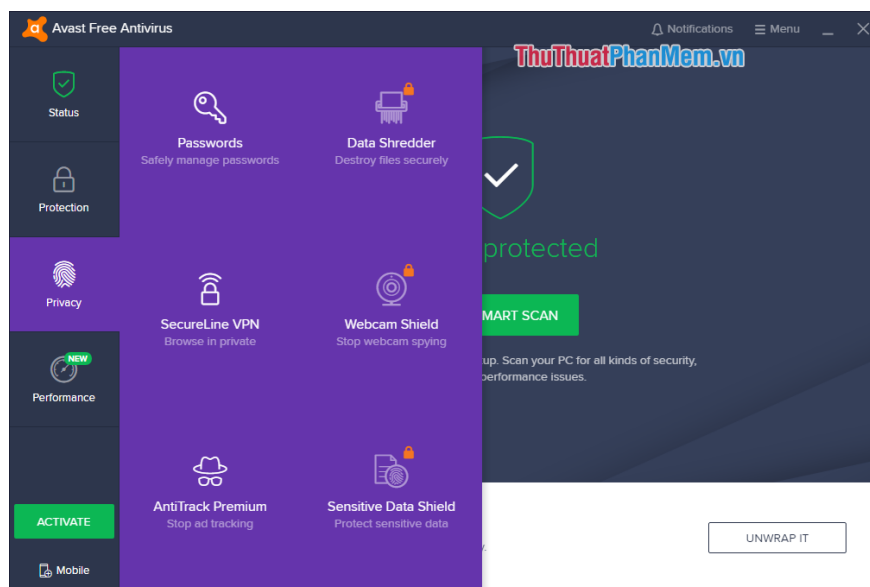 Avast Free Antivirus
Notifications
Menu
ThuThuatPhanMem.vn
Status
Protection
Privacy
NEW
Performance
ACTIVATE
Mobile
Passwords
Safely manage passwords
Data Shredder
Destroy files securely
SecureLine VPN
Browse in private
Webcam Shield
Stop webcam spying
AntiTrack Premium
Stop ad tracking
Sensitive Data Shield
Protect sensitive data
protected
MART SCAN
up. Scan your PC for all kinds of security,
performance issues.
UNWRAP IT